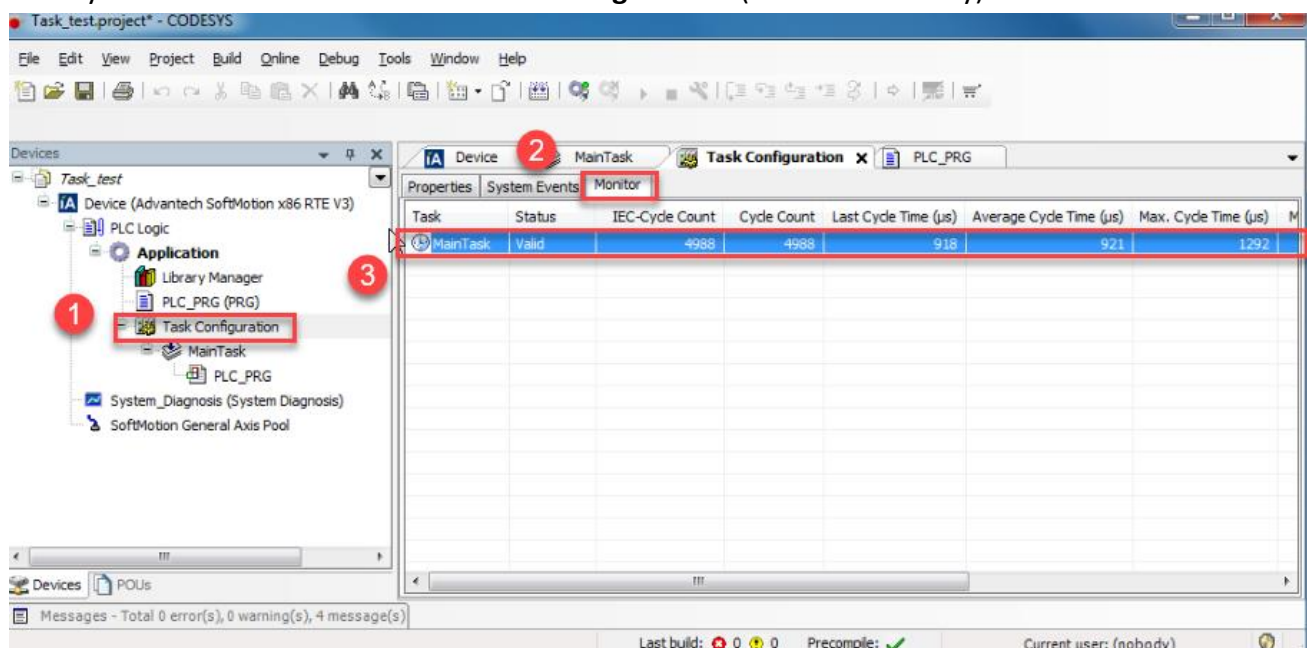 Task_test.project* - CODESYS
File Edit View Project Build Online Debug Tools Window Help
Devices
Task_test
Device (Advantech SoftMotion x86 RTE V3)
PLC Logic
Application
Library Manager
PLC_PRG (PRG)
1
Task Configuration
MainTask
PLC_PRG
System_Diagnosis (System Diagnosis)
SoftMotion General Axis Pool
Devices POUs
Device 2 MainTask Task Configuration PLC_PRG
Properties System Events Monitor
Task Status IEC-Cycle Count Cycle Count Last Cycle Time (µs) Average Cycle Time (µs) Max. Cycle Time (µs) M
MainTask Valid 4988 4988 918 921 1292
3
Messages - Total 0 error(s), 0 warning(s), 4 message(s)
Last build: 0 0 Precompile: Current user: (nobody)